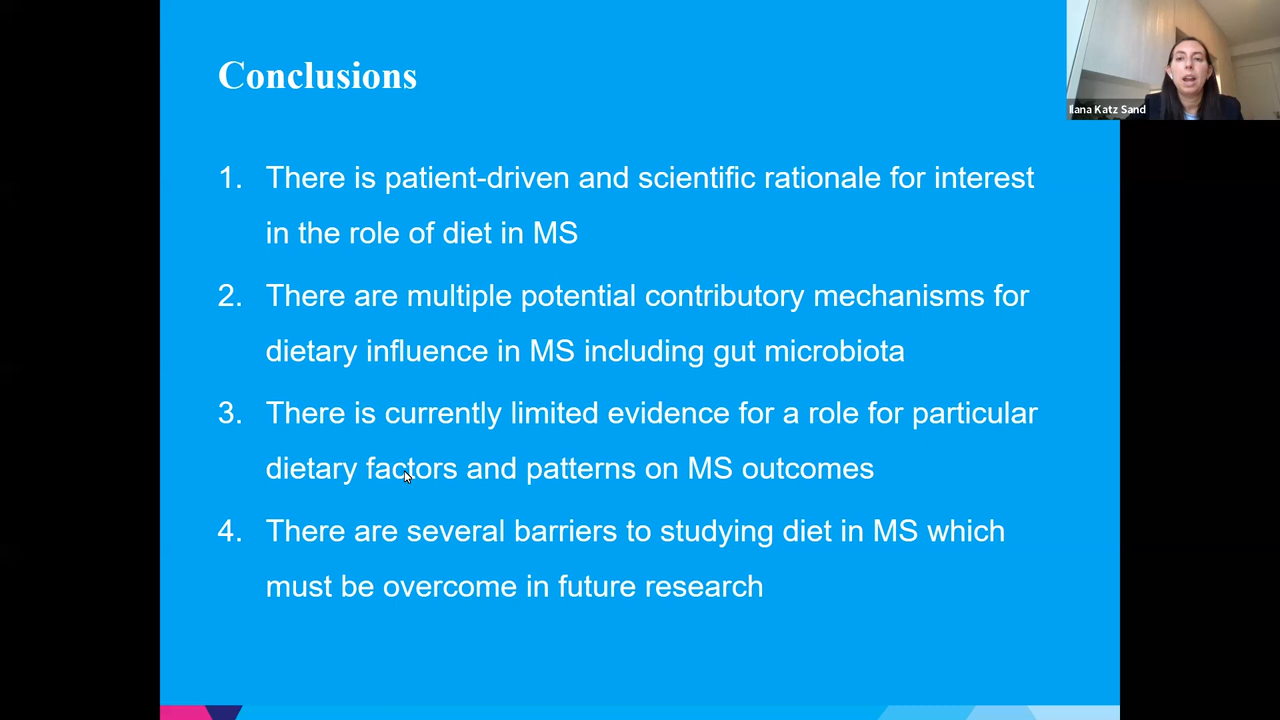 Conclusions
Ilana Katz Sand
1. There is patient-driven and scientific rationale for interest
in the role of diet in MS
2. There are multiple potential contributory mechanisms for
dietary influence in MS including gut microbiota
3. There is currently limited evidence for a role for particular
dietary factors and patterns on MS outcomes
4. There are several barriers to studying diet in MS which
must be overcome in future research